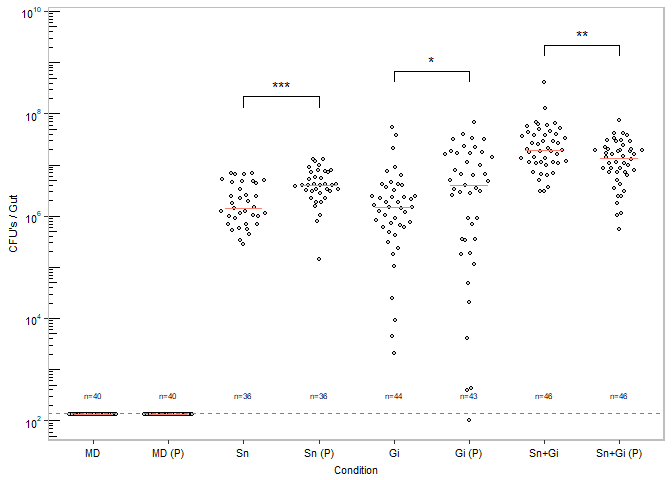 10^10
***
*
**
10^8
10^6
CFU's / Gut
10^4
n=40
n=40
n=36
n=36
n=44
n=43
n=46
n=46
10^2
MD
MD (P)
Sn
Sn (P)
Gi
Gi (P)
Sn+Gi
Sn+Gi (P)
Condition